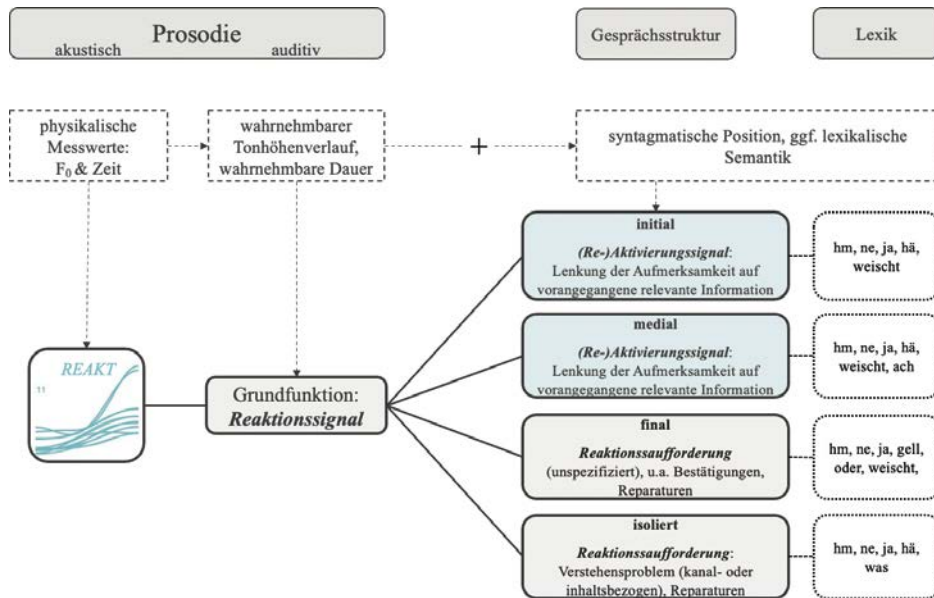 Prosodie
akustisch
auditiv
Gesprächsstruktur
Lexik
physikalische
Messwerte:
F₀ & Zeit
wahrnehmbarer
Tonhöhenverlauf,
wahrnehmbare Dauer
+
syntagmatische Position, ggf. lexikalische
Semantik
initial
(Re-)Aktivierungssignal:
Lenkung der Aufmerksamkeit auf
vorangegangene relevante Information
hm, ne, ja, hä,
weischt
medial
(Re-)Aktivierungssignal:
Lenkung der Aufmerksamkeit auf
vorangegangene relevante Information
hm, ne, ja, hä,
weischt, ach
REAKT
11
Grundfunktion:
Reaktionssignal
final
Reaktionssaufforderung
(unspezifiziert), u.a. Bestätigungen,
Reparaturen
hm, ne, ja, gell,
oder, weischt,
isoliert
Reaktionssaufforderung:
Verstehensproblem (kanal- oder
inhaltsbezogen), Reparaturen
hm, ne, ja, hä,
was